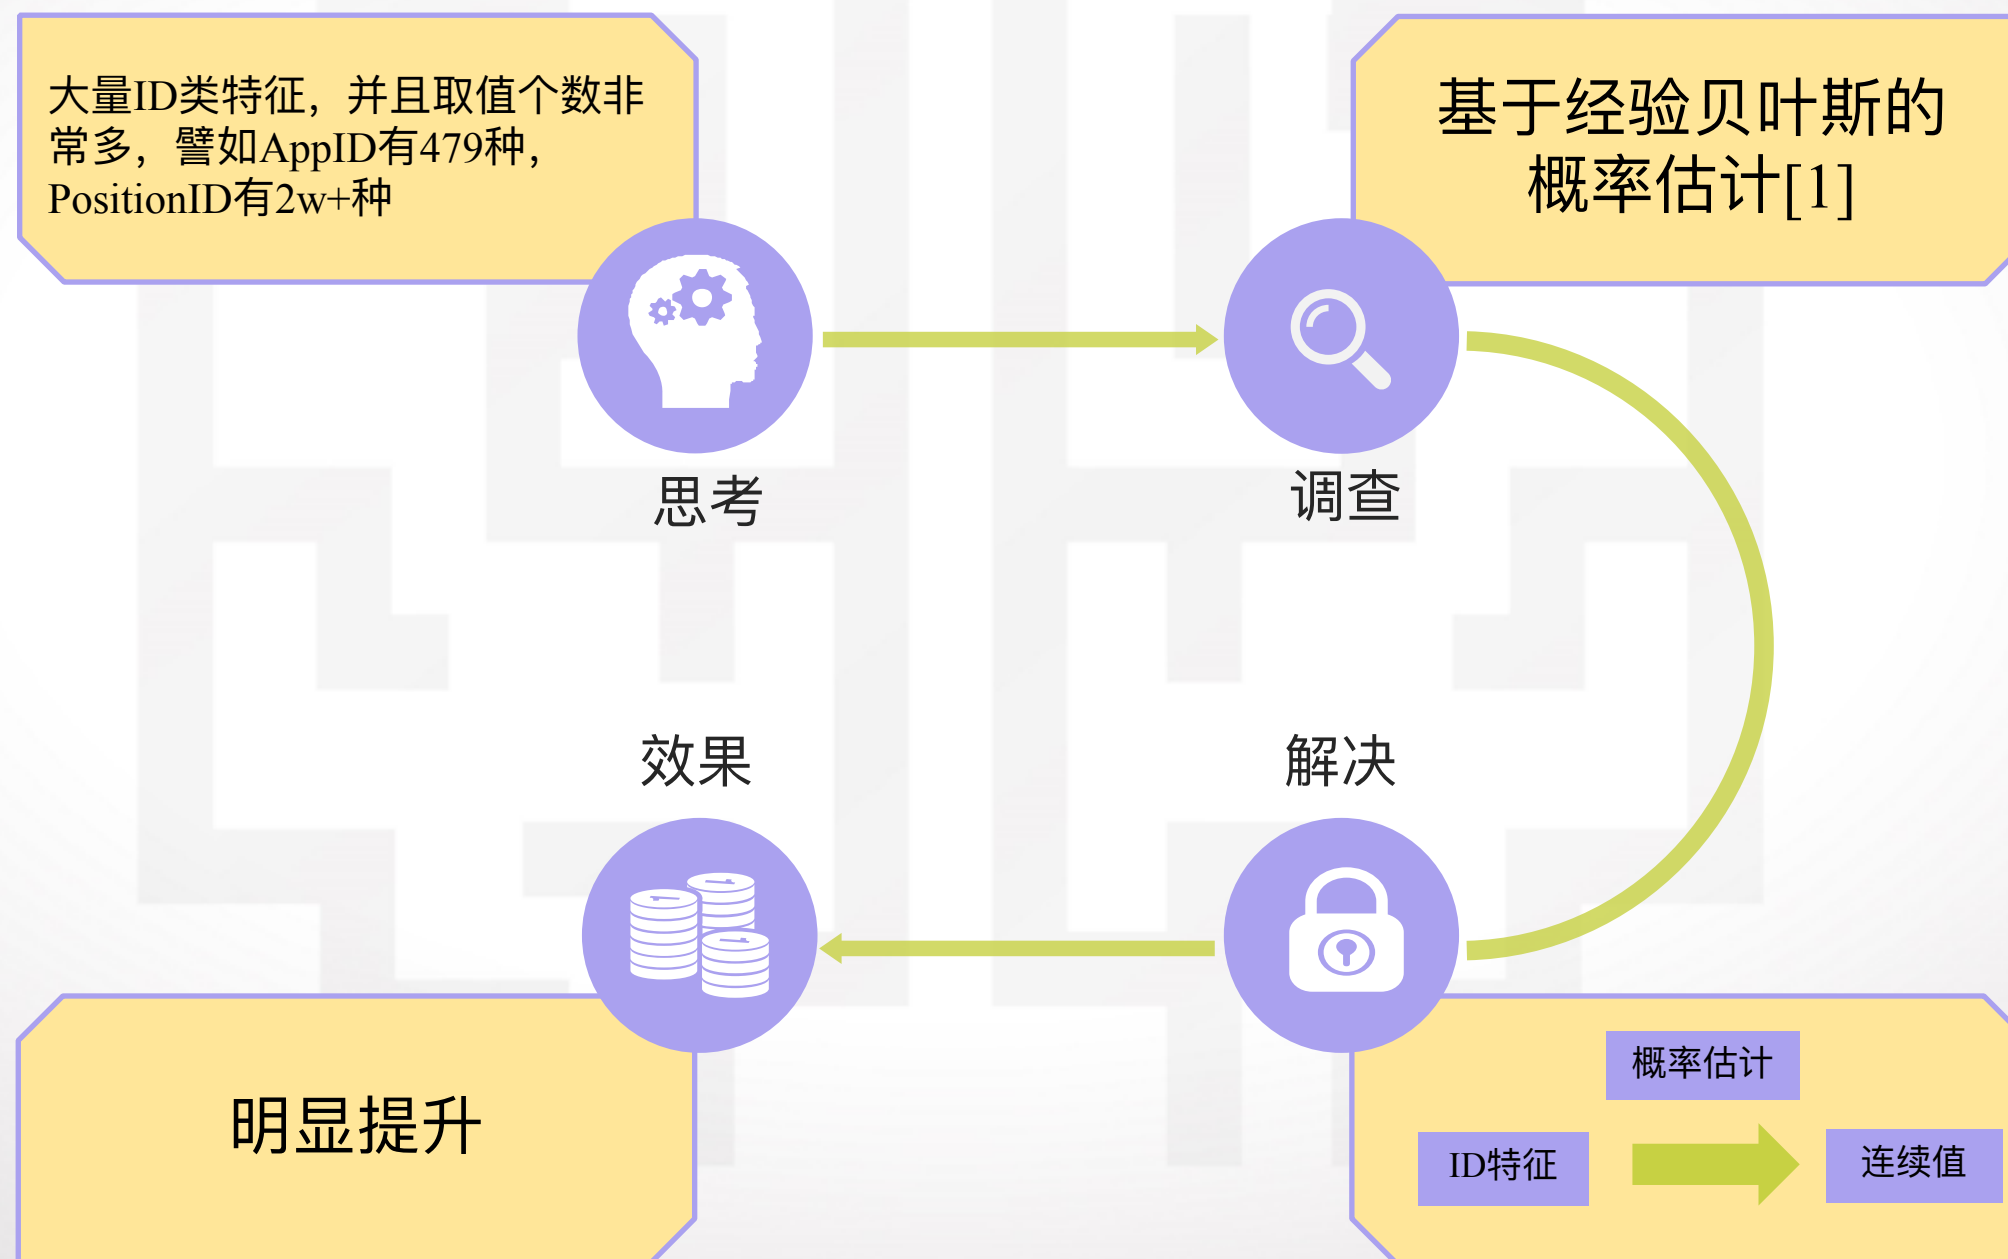 大量ID类特征，并且取值个数非
常多，譬如AppID有479种，
PositionID有2w+种
基于经验贝叶斯的
概率估计[1]
思考
调查
效果
解决
明显提升
概率估计
ID特征
连续值